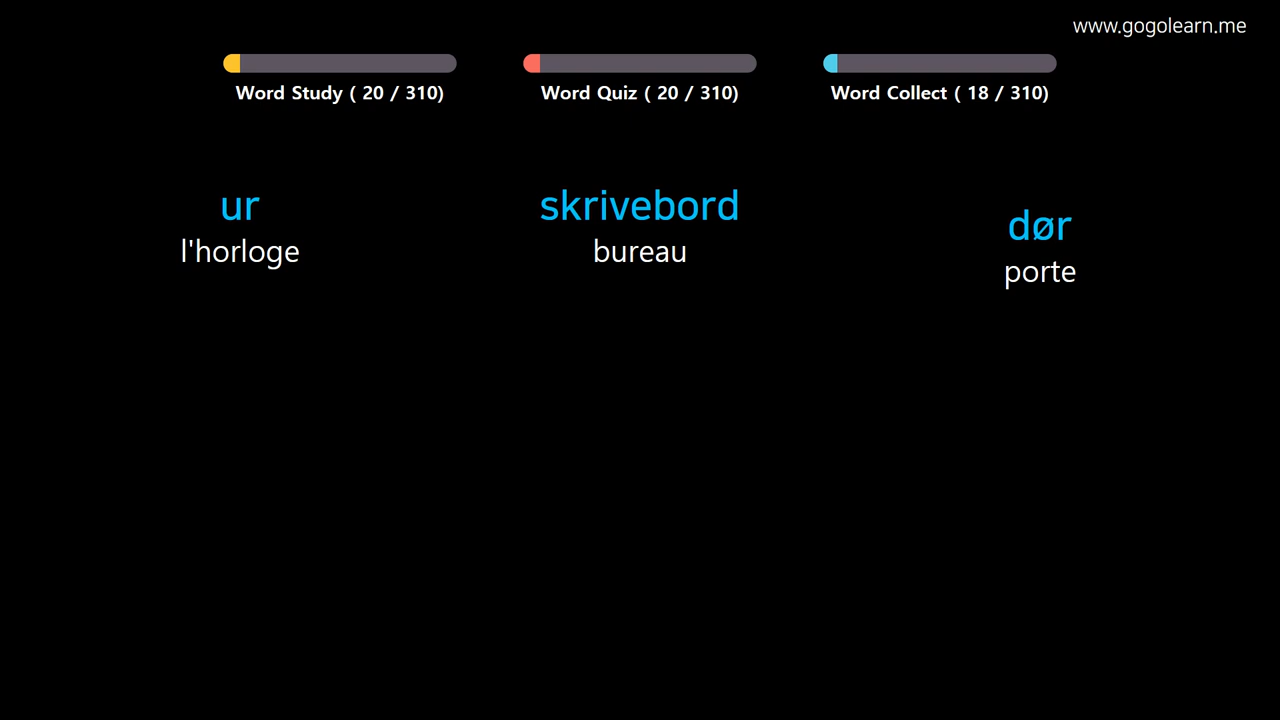 www.gogolearn.me
Word Study ( 20 / 310)
Word Quiz ( 20 / 310)
Word Collect ( 18 / 310)
ur
l'horloge
skrivebord
bureau
dør
porte